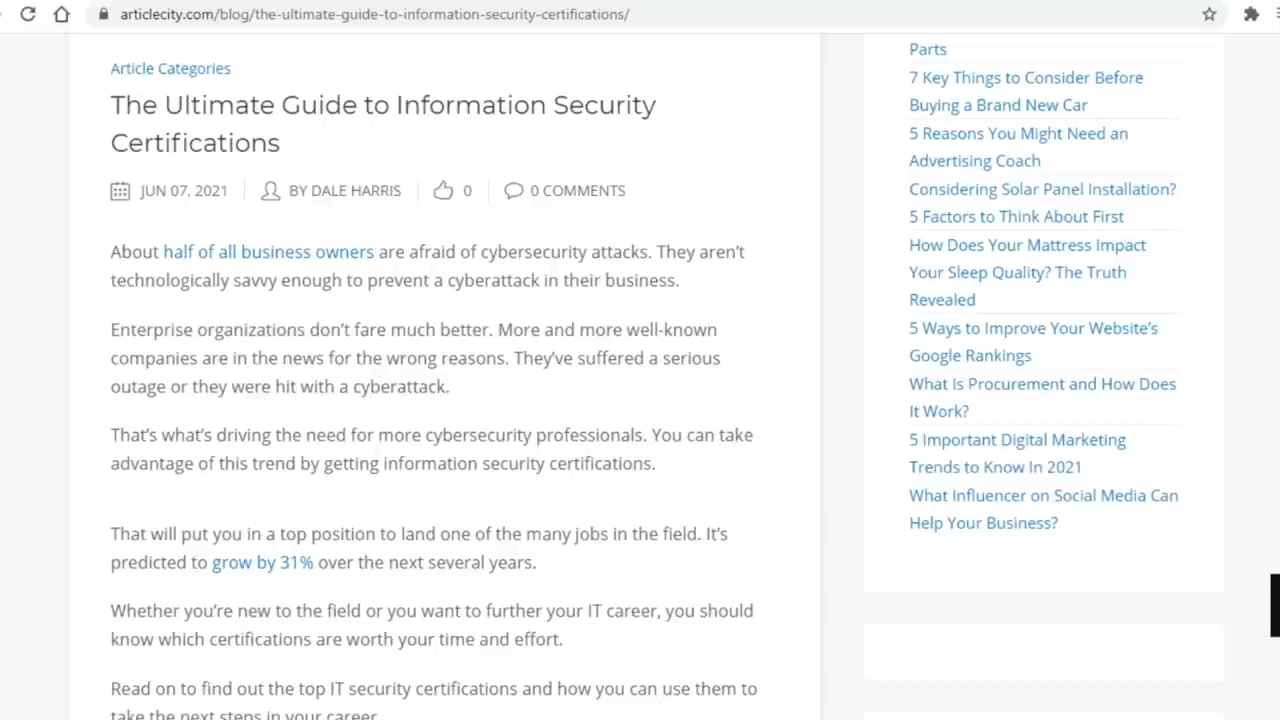 articlecity.com/blog/the-ultimate-guide-to-information-security-certifications/
Article Categories
The Ultimate Guide to Information Security
Certifications
JUN 07, 2021
BY DALE HARRIS
0
0 COMMENTS
About half of all business owners are afraid of cybersecurity attacks. They aren't
technologically savvy enough to prevent a cyberattack in their business.
Enterprise organizations don't fare much better. More and more well-known
companies are in the news for the wrong reasons. They've suffered a serious
outage or they were hit with a cyberattack.
That's what's driving the need for more cybersecurity professionals. You can take
advantage of this trend by getting information security certifications.
That will put you in a top position to land one of the many jobs in the field. It's
predicted to grow by 31% over the next several years.
Whether you're new to the field or you want to further your IT career, you should
know which certifications are worth your time and effort.
Read on to find out the top IT security certifications and how you can use them to
take the next steps in your career.
Parts
7 Key Things to Consider Before
Buying a Brand New Car
5 Reasons You Might Need an
Advertising Coach
Considering Solar Panel Installation?
5 Factors to Think About First
How Does Your Mattress Impact
Your Sleep Quality? The Truth
Revealed
5 Ways to Improve Your Website's
Google Rankings
What Is Procurement and How Does
It Work?
5 Important Digital Marketing
Trends to Know In 2021
What Influencer on Social Media Can
Help Your Business?